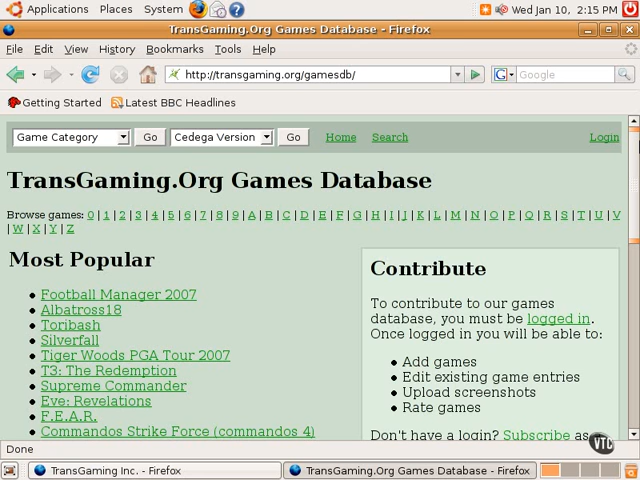 Applications Places System Wed Jan 10, 2:15 PM
TransGaming.Org Games Database - Firefox
File Edit View History Bookmarks Tools Help
http://transgaming.org/gamesdb/ G Google
Getting Started Latest BBC Headlines
Game Category Go Cedega Version Go Home Search Login
TransGaming.Org Games Database
Browse games: 0 | 1 | 2 | 3 | 4 | 5 | 6 | 7 | 8 | 9 | A | B | C | D | E | F | G | H | I | J | K | L | M | N | O | P | Q | R | S | T | U | V
| W | X | Y | Z
Most Popular
Football Manager 2007
Albatross18
Toribash
Silverfall
Tiger Woods PGA Tour 2007
T3: The Redemption
Supreme Commander
Eve: Revelations
F.E.A.R.
Commandos Strike Force (commandos 4)
Contribute
To contribute to our games
database, you must be logged in.
Once logged in you will be able to:
Add games
Edit existing game entries
Upload screenshots
Rate games
Don't have a login? Subscribe as
VTC
Done
TransGaming Inc. - Firefox TransGaming.Org Games Database - Firefox